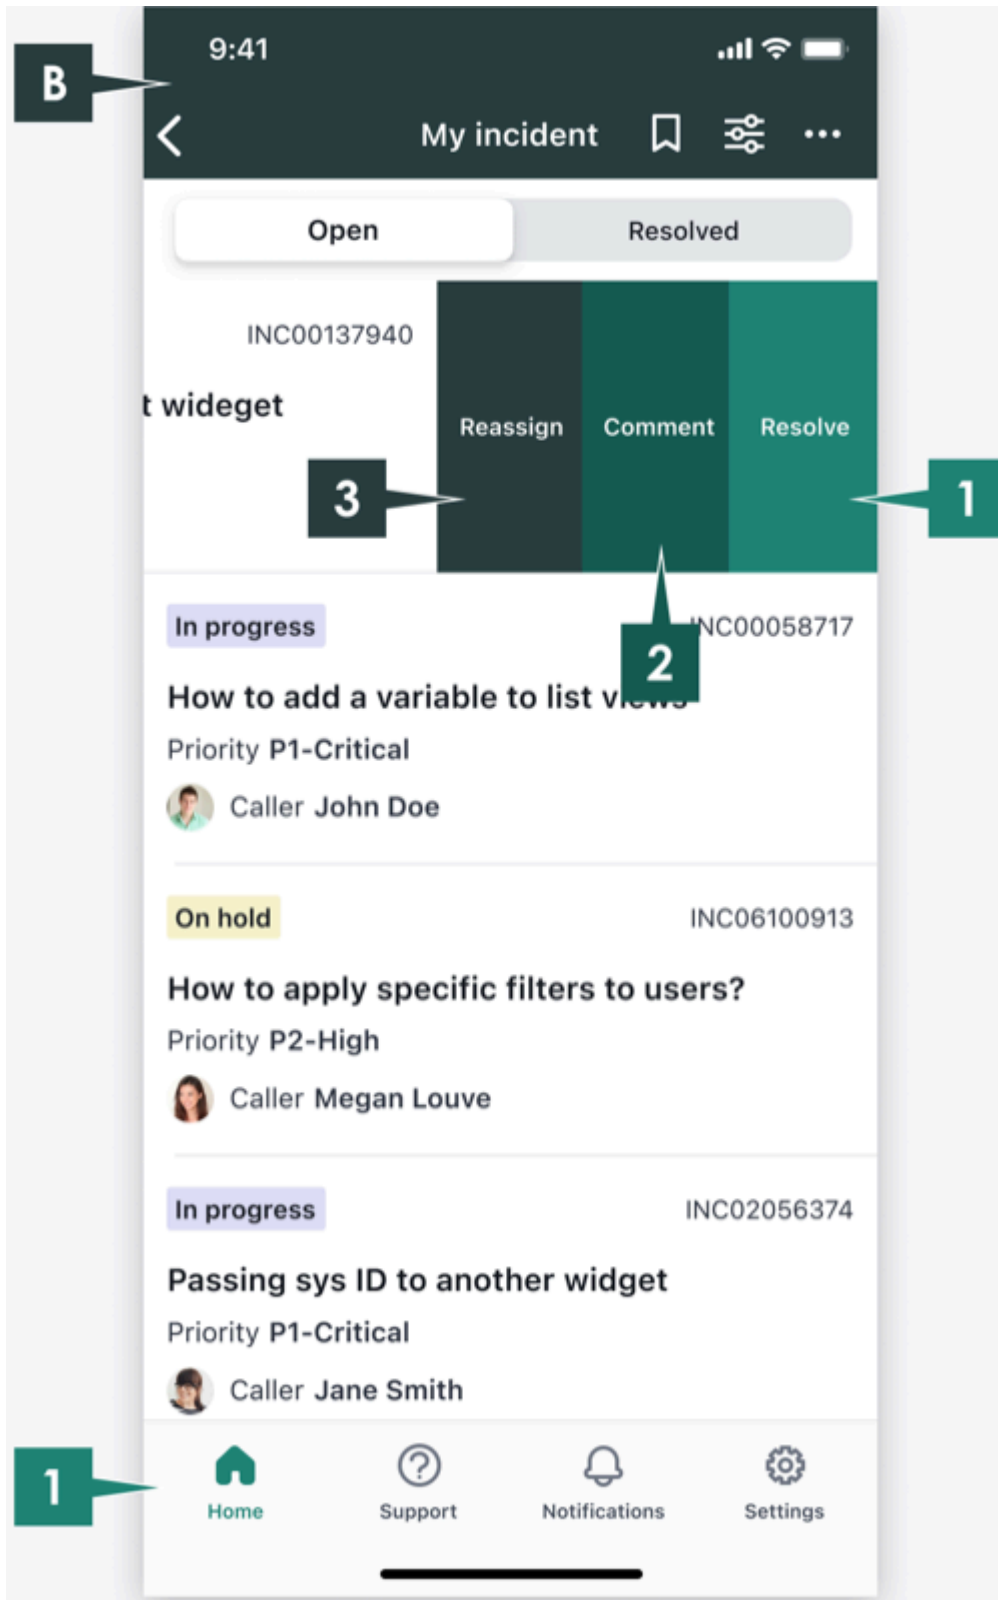 9:41
B
My incident
Open Resolved
INC00137940
t wideget
Reassign Comment Resolve
3
1
In progress
INC00058717
2
How to add a variable to list views
Priority P1-Critical
Caller John Doe
On hold
INC06100913
How to apply specific filters to users?
Priority P2-High
Caller Megan Louve
In progress
INC02056374
Passing sys ID to another widget
Priority P1-Critical
Caller Jane Smith
1
Home Support Notifications Settings